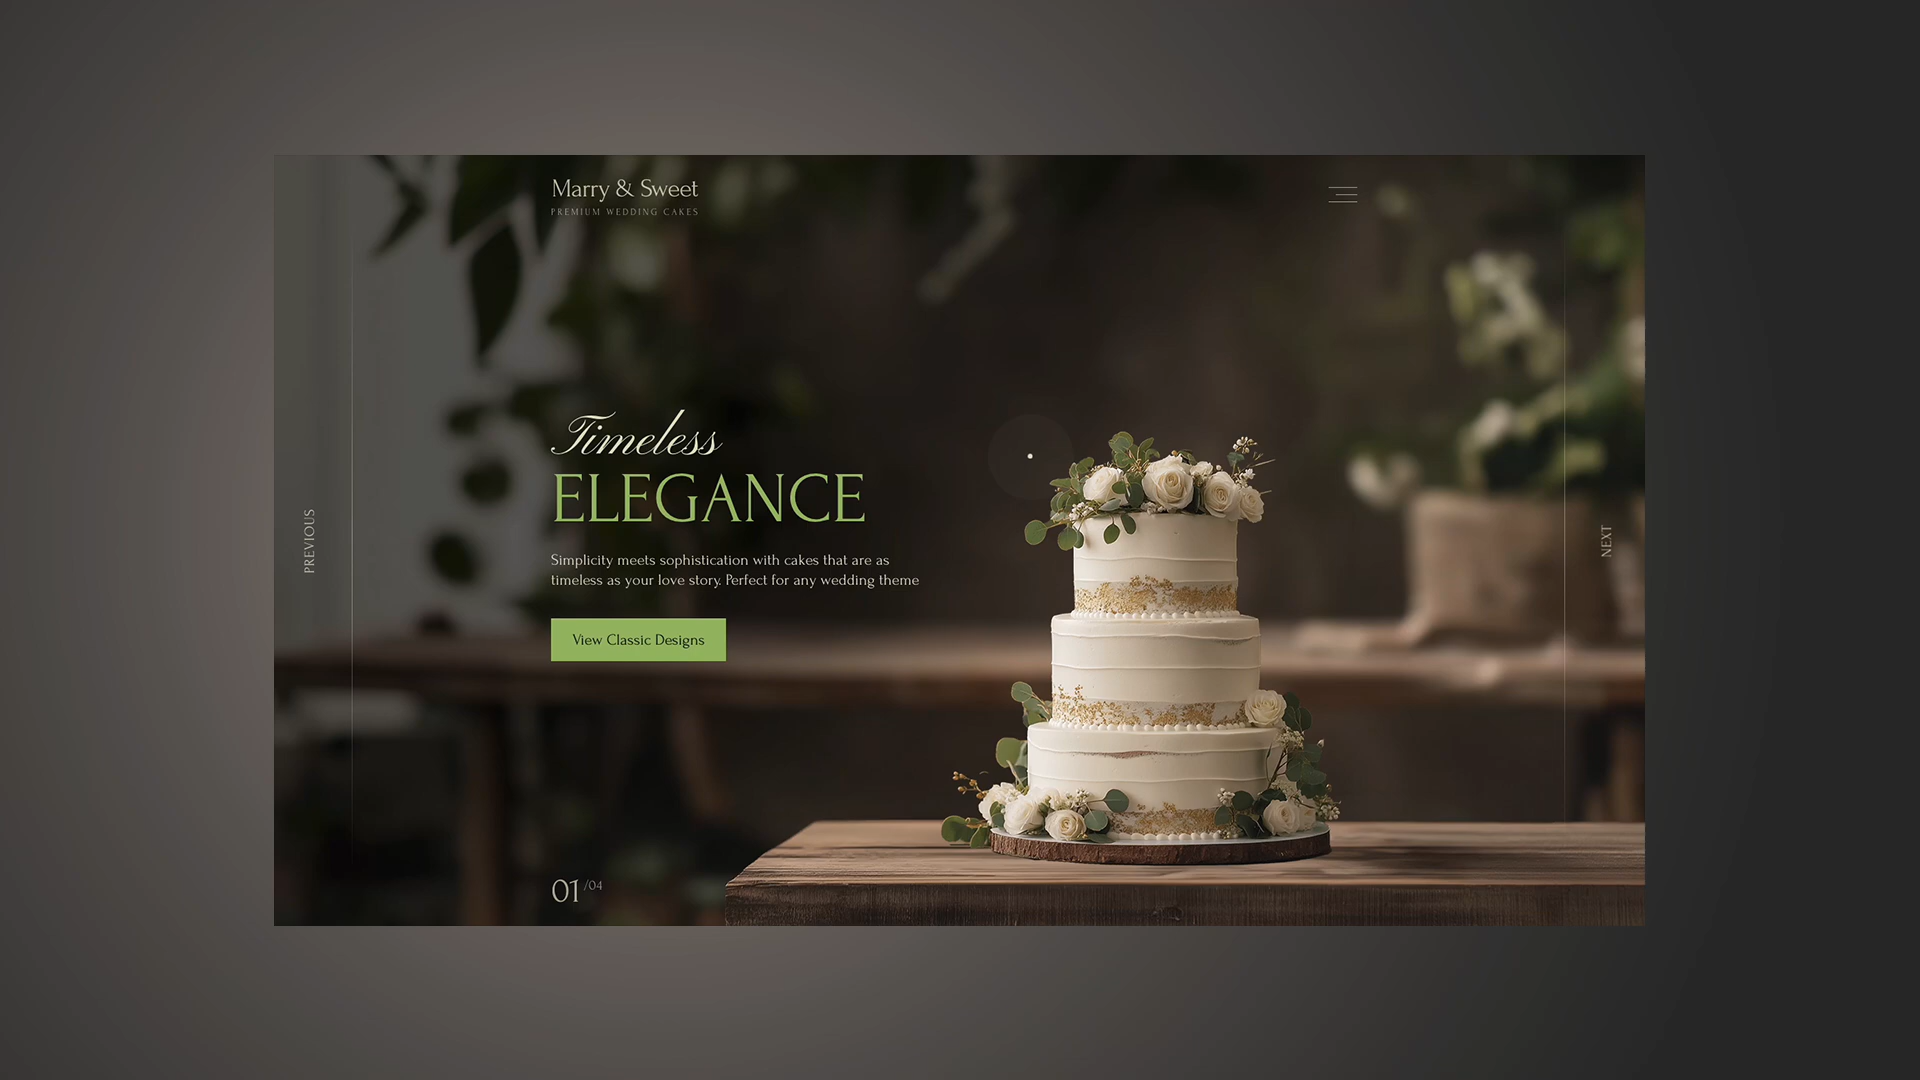 Marry & Sweet
PREMIUM WEDDING CAKES
Timeless
ELEGANCE
PREVIOUS
NEXT
Simplicity meets sophistication with cakes that are as
timeless as your love story. Perfect for any wedding theme
View Classic Designs
01 /04